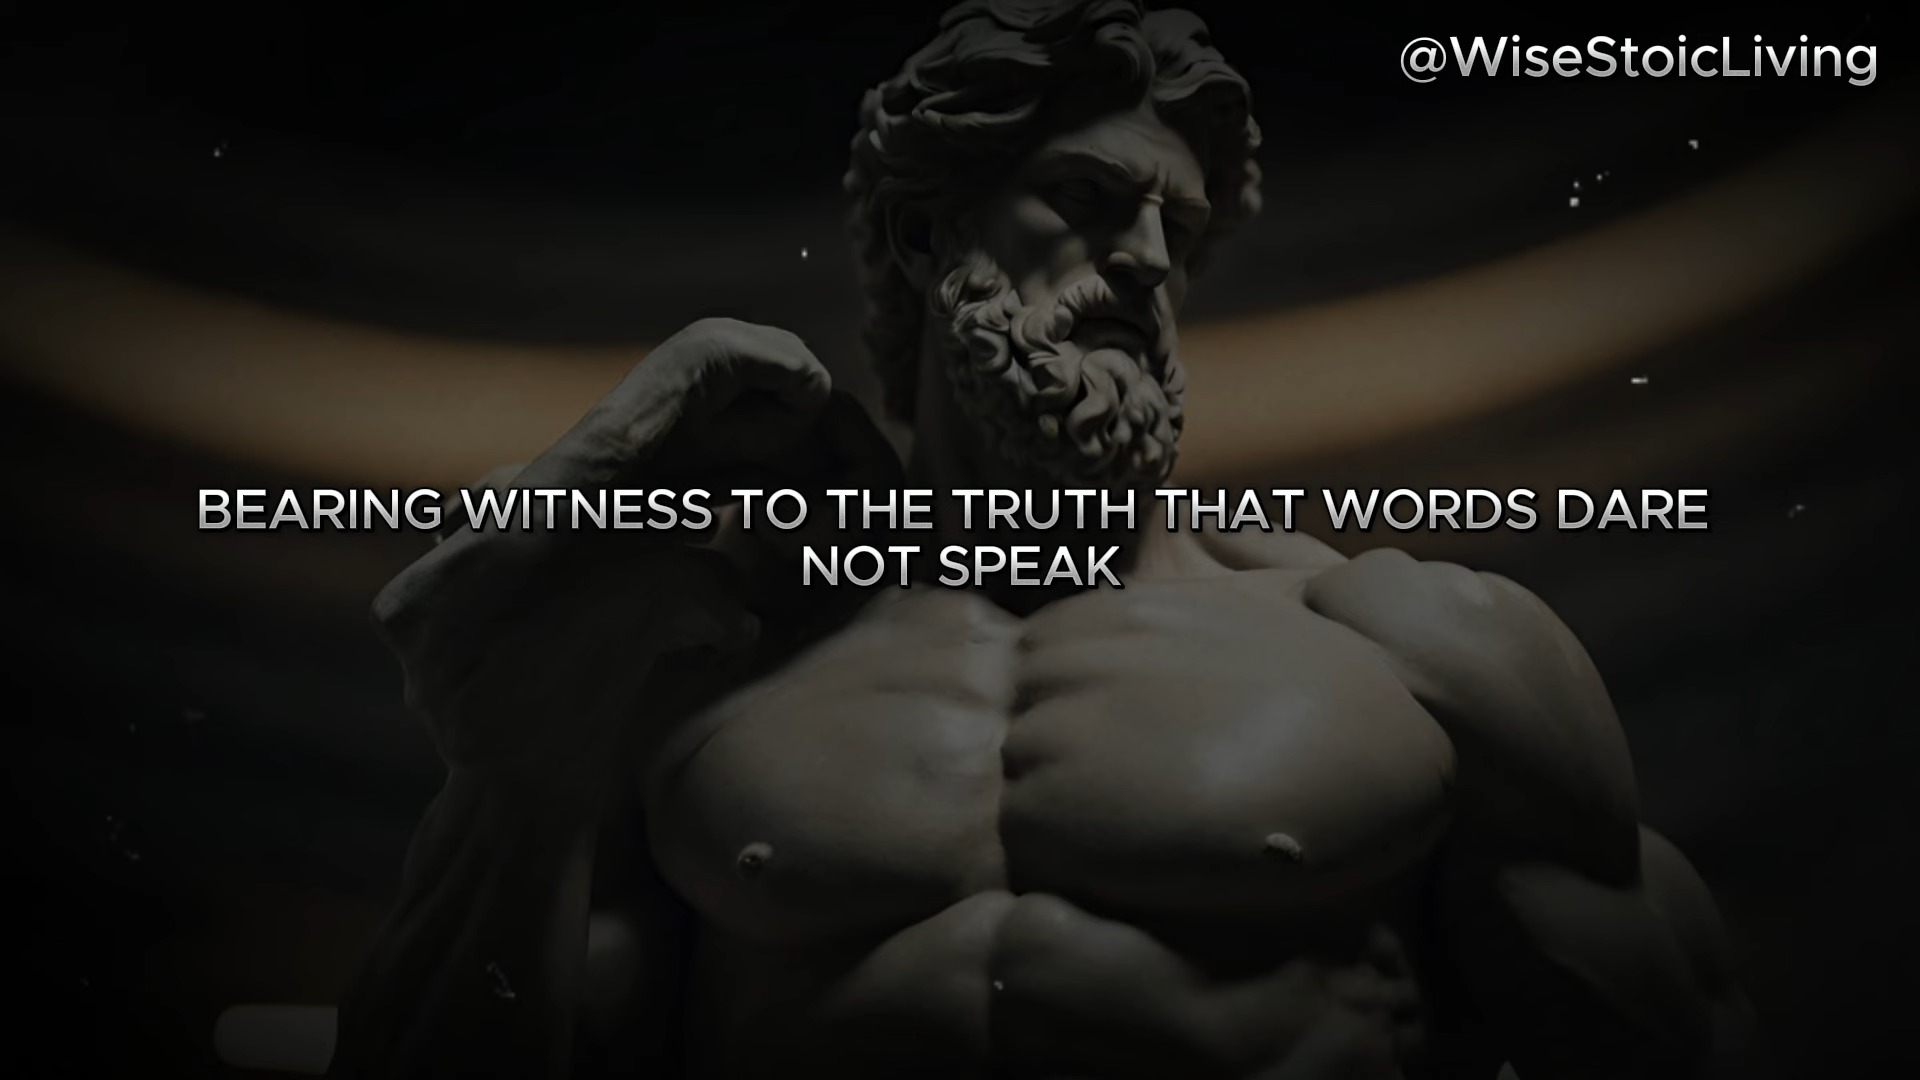 @WiseStoicLiving
BEARING WITNESS TO THE TRUTH THAT WORDS DARE
NOT SPEAK